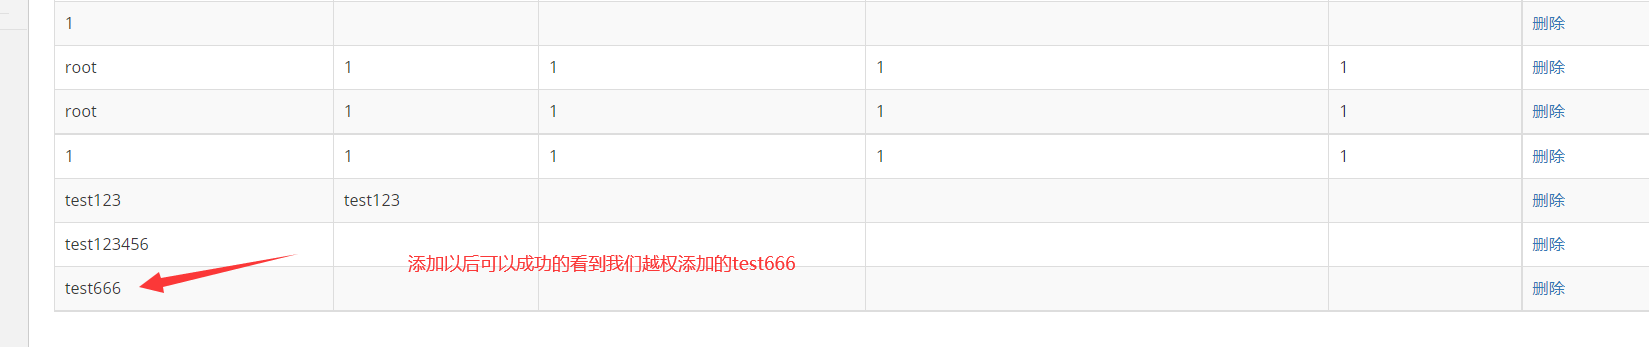 1 删除
root 1 1 1 1 删除
root 1 1 1 1 删除
1 1 1 1 1 删除
test123 test123 删除
test123456 删除
添加以后可以成功的看到我们越权添加的test666
test666 删除